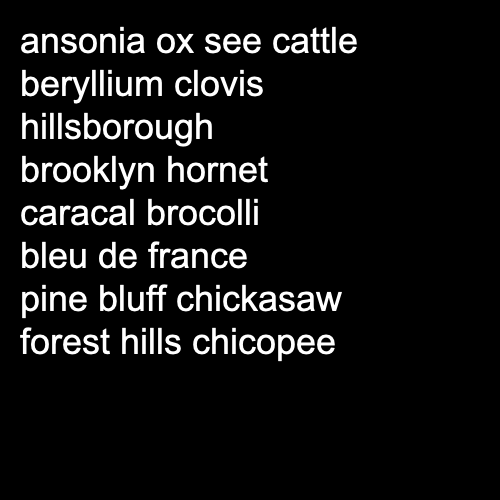 ansonia ox see cattle
beryllium clovis
hillsborough
brooklyn hornet
caracal brocolli
bleu de france
pine bluff chickasaw
forest hills chicopee